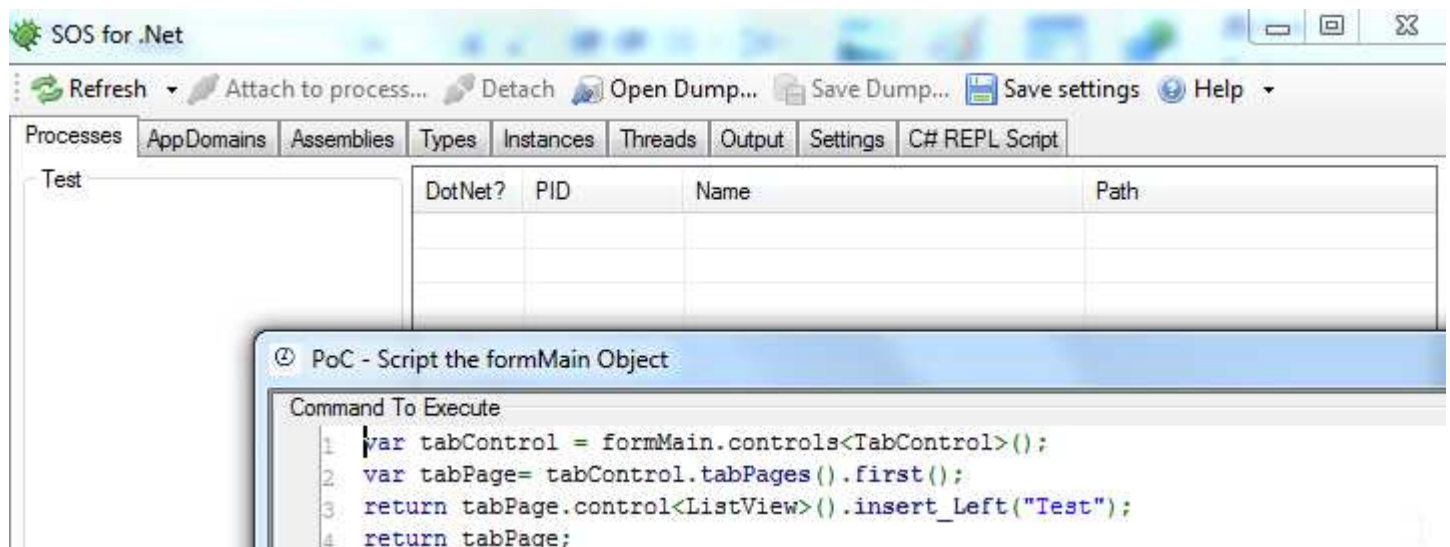 SOS for .Net
Refresh Attach to process... Detach Open Dump... Save Dump... Save settings Help
Processes AppDomains Assemblies Types Instances Threads Output Settings C# REPL Script
Test DotNet? PID Name Path
PoC - Script the formMain Object
Command To Execute
1 var tabControl = formMain.controls<TabControl>();
2 var tabPage= tabControl.tabPages().first();
3 return tabPage.control<ListView>().insert_Left("Test");
4 return tabPage;